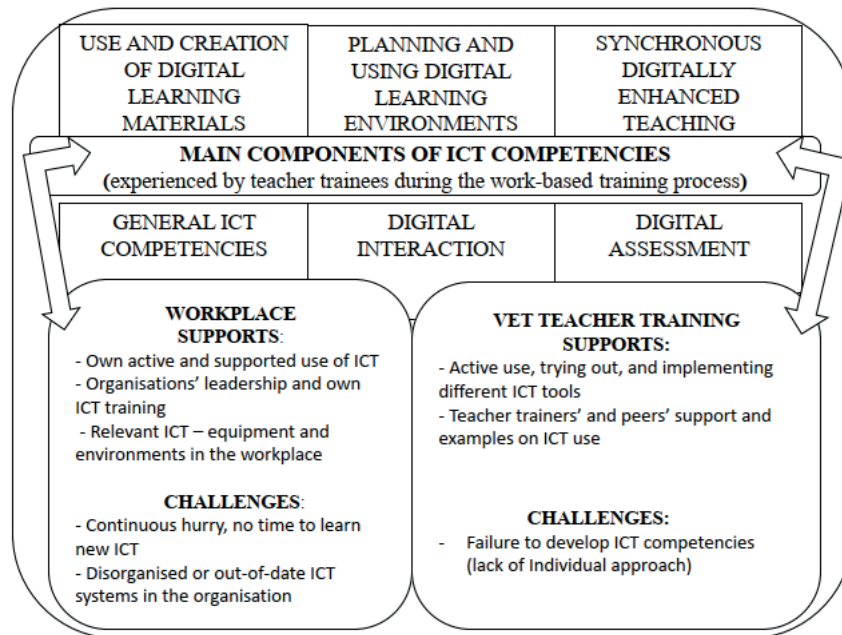 USE AND CREATION
OF DIGITAL
LEARNING
MATERIALS
PLANNING AND
USING DIGITAL
LEARNING
ENVIRONMENTS
SYNCHRONOUS
DIGITALLY
ENHANCED
TEACHING
MAIN COMPONENTS OF ICT COMPETENCIES
(experienced by teacher trainees during the work-based training process)
GENERAL ICT
COMPETENCIES
DIGITAL
INTERACTION
DIGITAL
ASSESSMENT
WORKPLACE
SUPPORTS:
- Own active and supported use of ICT
- Organisations' leadership and own
ICT training
- Relevant ICT – equipment and
environments in the workplace
CHALLENGES:
- Continuous hurry, no time to learn
new ICT
- Disorganised or out-of-date ICT
systems in the organisation
VET TEACHER TRAINING
SUPPORTS:
- Active use, trying out, and implementing
different ICT tools
- Teacher trainers' and peers' support and
examples on ICT use
CHALLENGES:
- Failure to develop ICT competencies
(lack of Individual approach)